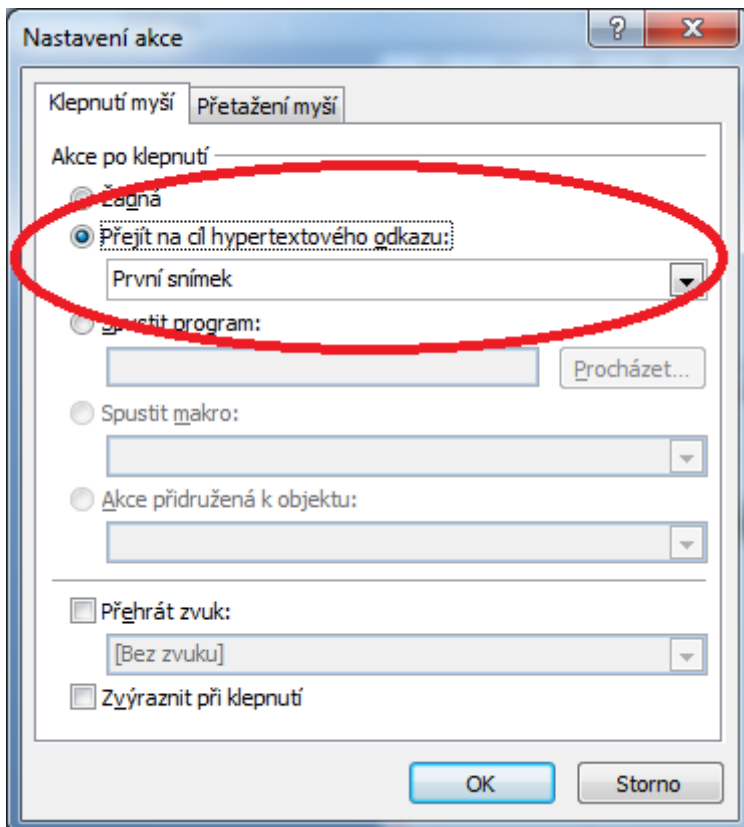 Nastavení akce
Klepnutí myší
Přetažení myší
Akce po klepnutí
Žádná
Přejít na cíl hypertextového odkazu:
První snímek
Spustit program:
Procházet...
Spustit makro:
Akce přidružená k objektu:
Přehrát zvuk:
[Bez zvuku]
Zvýraznit při klepnutí
OK
Storno